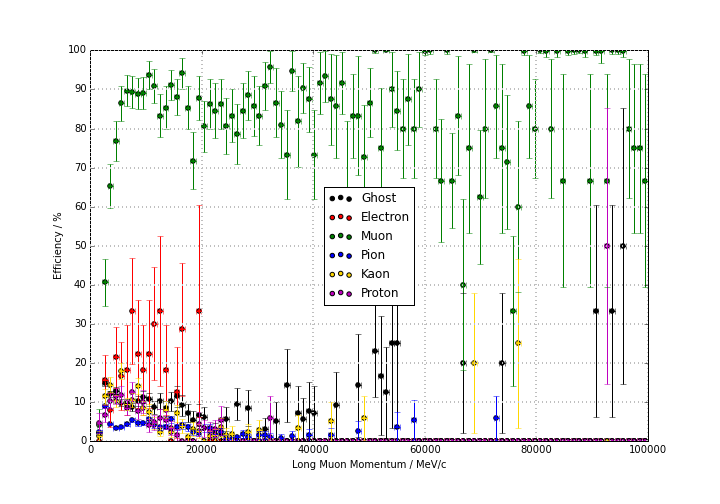 100
90
80
70
60
50
40
30
20
10
0
Efficiency / %
Ghost
Electron
Muon
Pion
Kaon
Proton
0 20000 40000 60000 80000 100000
Long Muon Momentum / MeV/c